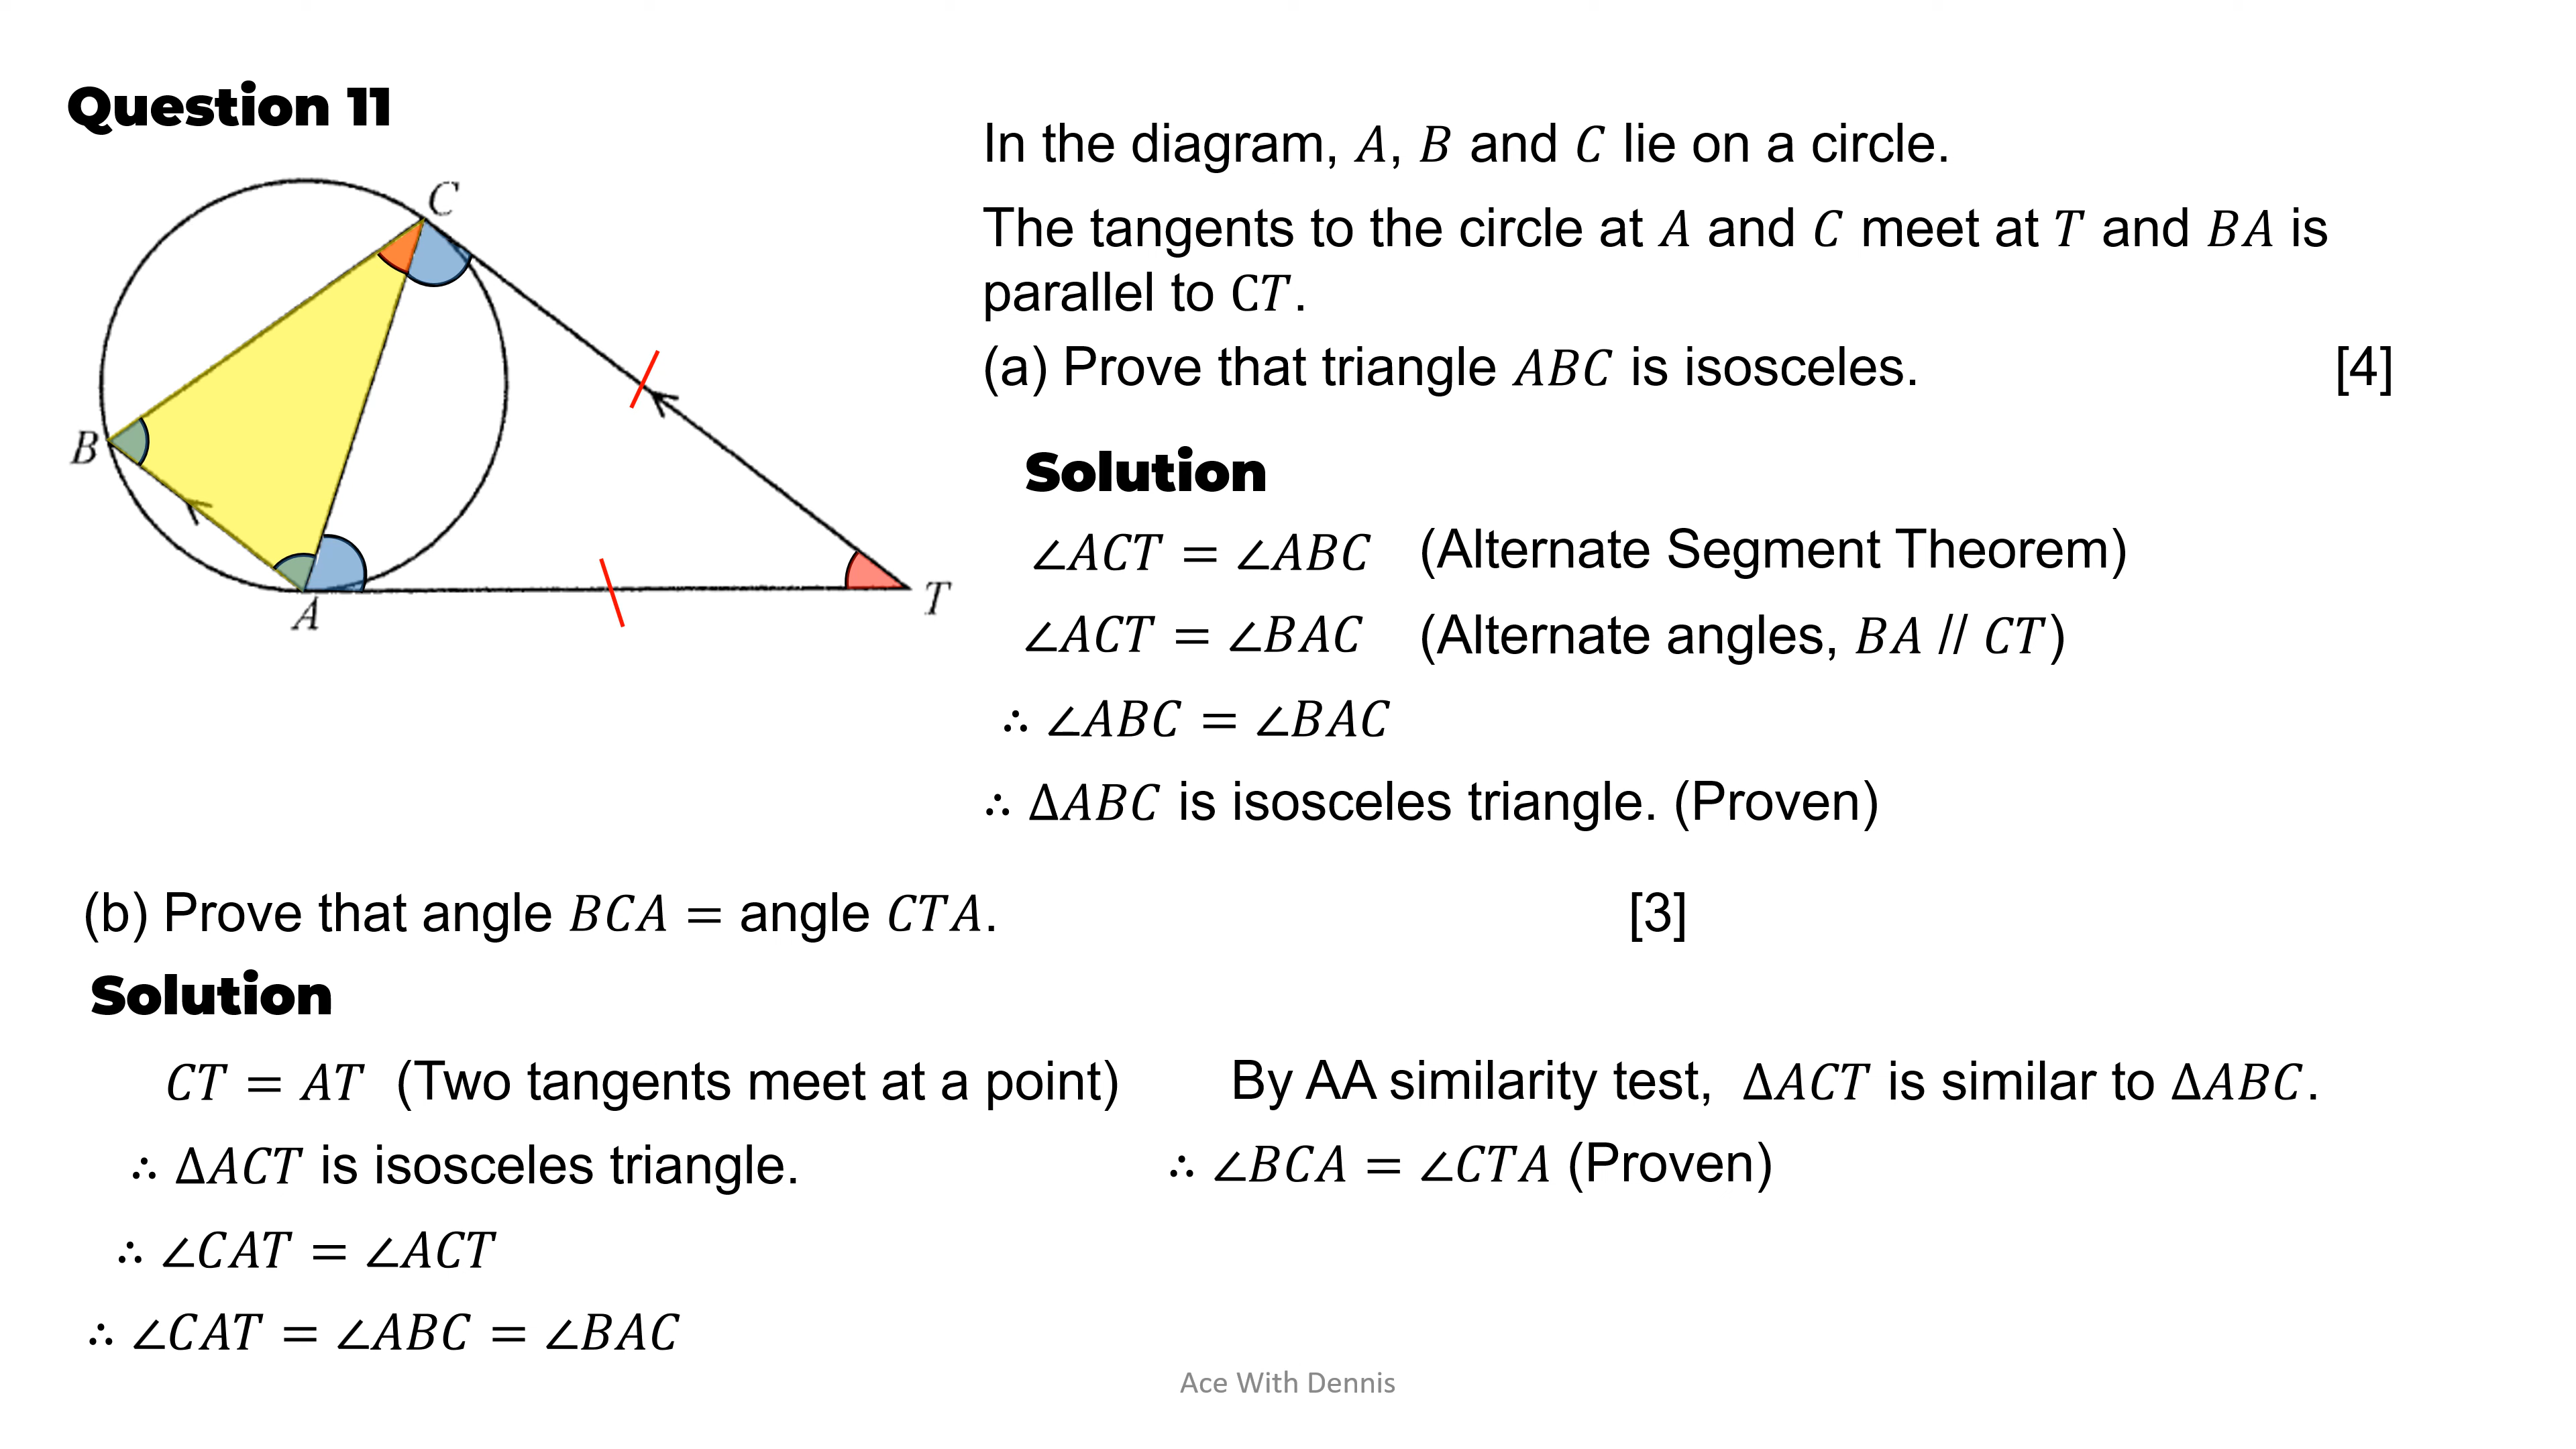 Question 11
C
B
A
T
In the diagram, A, B and C lie on a circle.
The tangents to the circle at A and C meet at T and BA is
parallel to CT.
(a) Prove that triangle ABC is isosceles. [4]
Solution
∠ACT = ∠ABC (Alternate Segment Theorem)
∠ACT = ∠BAC (Alternate angles, BA // CT)
∴ ∠ABC = ∠BAC
∴ ΔABC is isosceles triangle. (Proven)
(b) Prove that angle BCA = angle CTA. [3]
Solution
CT = AT (Two tangents meet at a point)
∴ ΔACT is isosceles triangle.
∴ ∠CAT = ∠ACT
∴ ∠CAT = ∠ABC = ∠BAC
By AA similarity test, ΔACT is similar to ΔABC.
∴ ∠BCA = ∠CTA (Proven)
Ace With Dennis